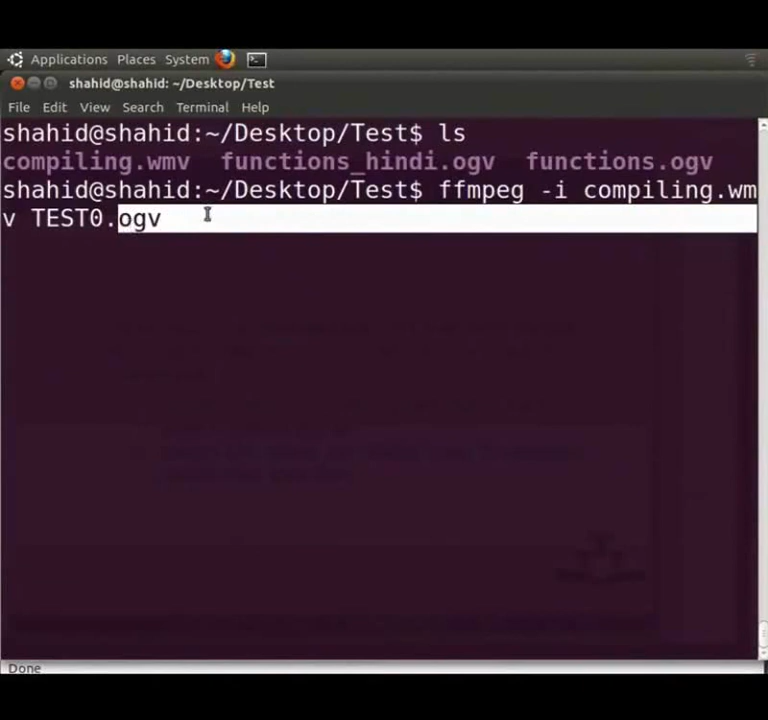 Applications Places System
shahid@shahid: ~/Desktop/Test
File Edit View Search Terminal Help
shahid@shahid:~/Desktop/Test$ ls
compiling.wmv functions_hindi.ogv functions.ogv
shahid@shahid:~/Desktop/Test$ ffmpeg -i compiling.wm
v TEST0.ogv
Done